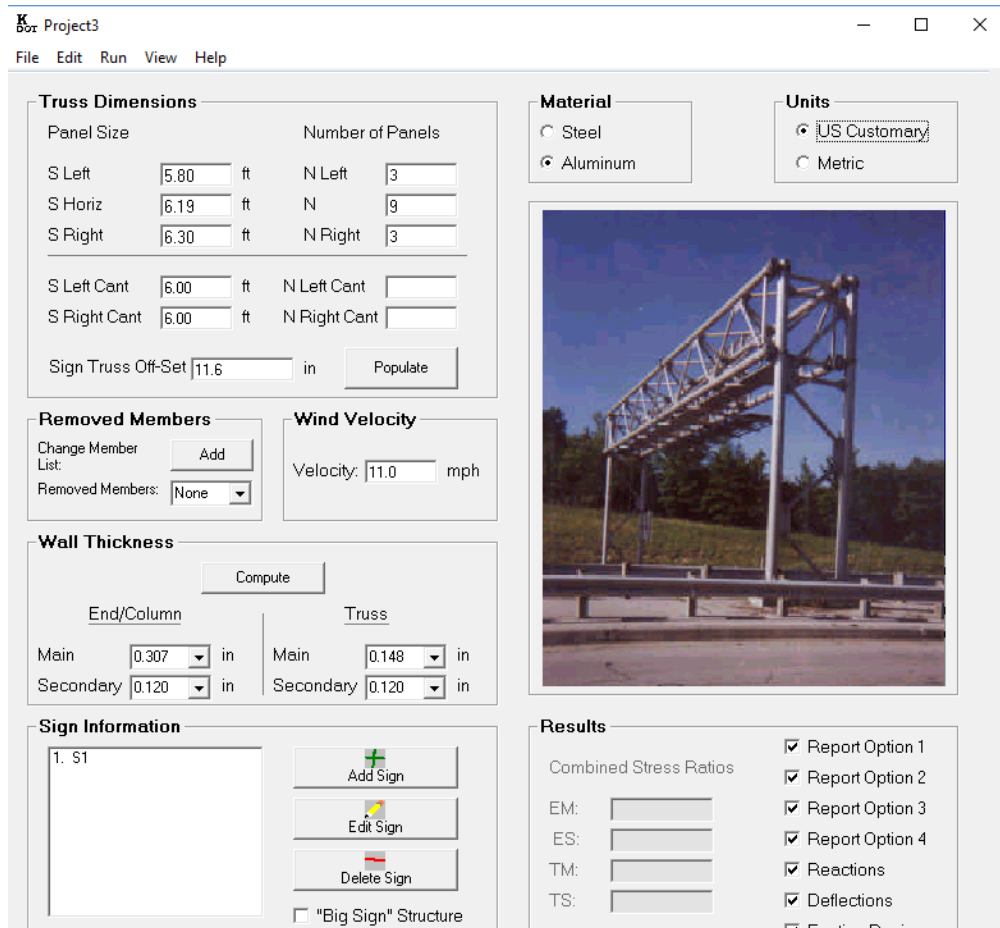 KDOT Project3
File Edit Run View Help
Truss Dimensions
Panel Size Number of Panels
S Left 5.80 ft N Left 3
S Horiz 6.19 ft N 9
S Right 6.30 ft N Right 3
S Left Cant 6.00 ft N Left Cant
S Right Cant 6.00 ft N Right Cant
Sign Truss Off-Set 11.6 in Populate
Material
Steel
Aluminum
Units
US Customary
Metric
Removed Members
Change Member
List:
Add
Removed Members: None
Wind Velocity
Velocity: 11.0 mph
Wall Thickness
Compute
End/Column Truss
Main 0.307 in Main 0.148 in
Secondary 0.120 in Secondary 0.120 in
Sign Information
1. S1
Add Sign
Edit Sign
Delete Sign
"Big Sign" Structure
Results
Combined Stress Ratios
EM:
ES:
TM:
TS:
Report Option 1
Report Option 2
Report Option 3
Report Option 4
Reactions
Deflections